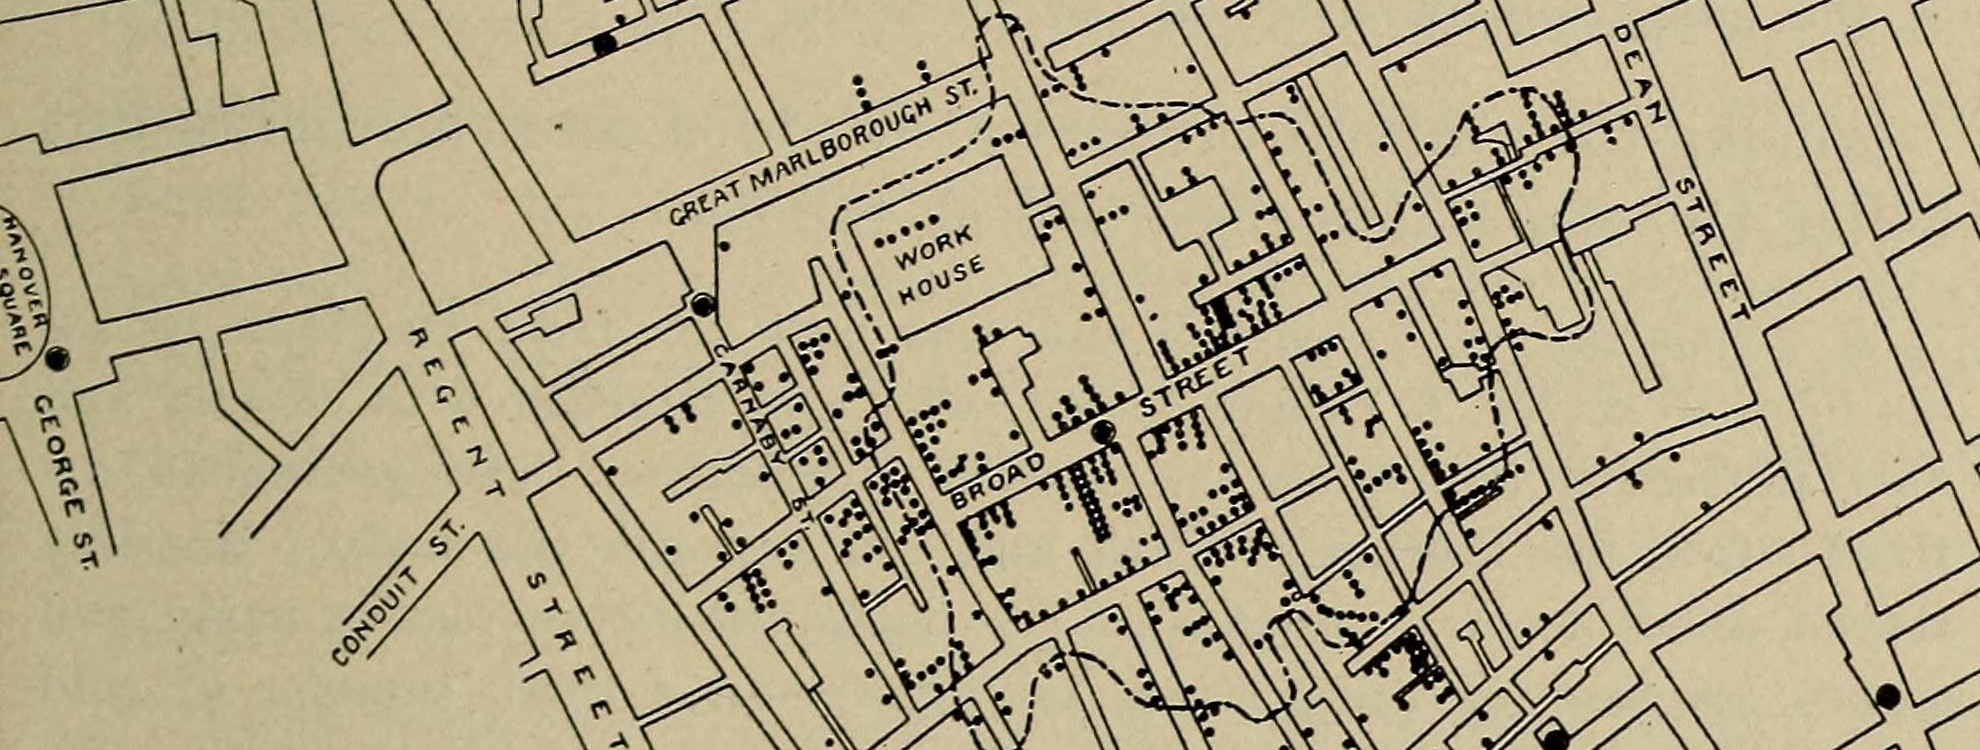 DEAN STREET
GREAT MARLBOROUGH ST.
WORK
HOUSE
HANOVER
SQUARE
GEORGE ST.
REGENT STREET
CARNABY ST.
BROAD STREET
CONDUIT ST.